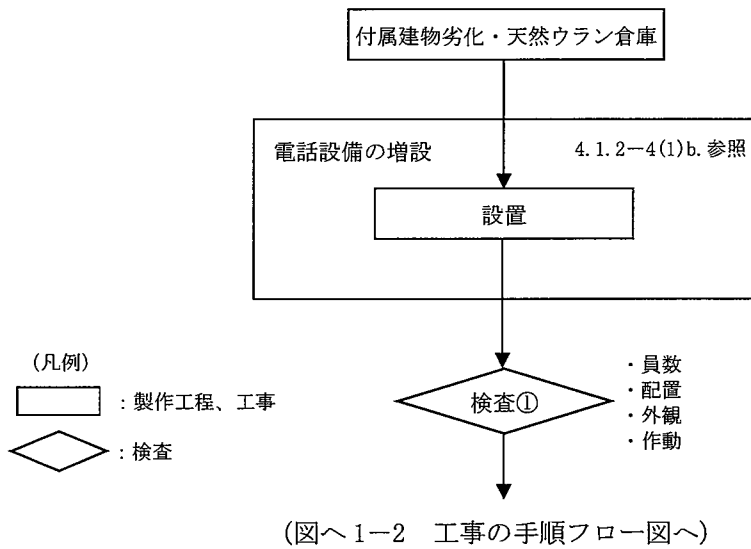 付属建物劣化・天然ウラン倉庫
電話設備の増設 4.1.2-4(1)b.参照
設置
検査①
・員数
・配置
・外観
・作動
(凡例)
：製作工程、工事
：検査
(図へ1-2 工事の手順フロー図へ)